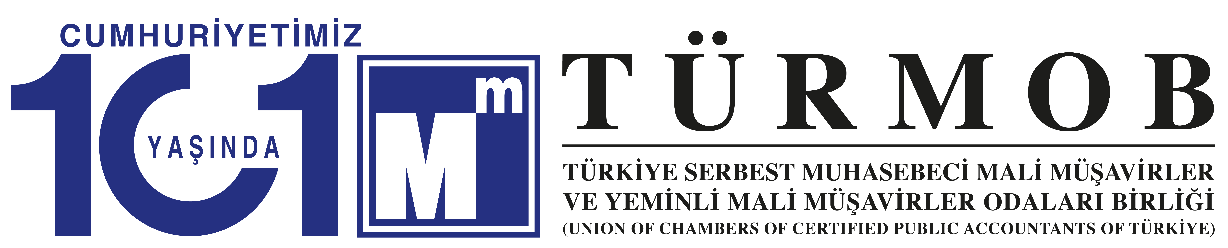 CUMHURİYETİMİZ
101
YAŞINDA
Mm
TÜRMOB
TÜRKİYE SERBEST MUHASEBECİ MALİ MÜŞAVİRLER
VE YEMİNLİ MALİ MÜŞAVİRLER ODALARI BİRLİĞİ
(UNION OF CHAMBERS OF CERTIFIED PUBLIC ACCOUNTANTS OF TÜRKİYE)